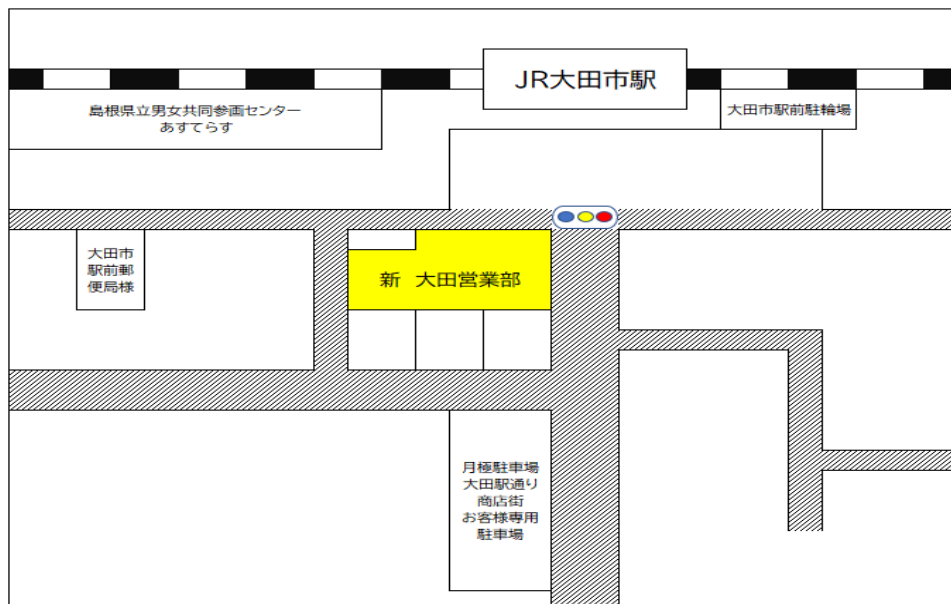 JR大田市駅
島根県立男女共同参画センター
あすてらす
大田市駅前駐輪場
大田市
駅前郵
便局様
新 大田営業部
月極駐車場
大田駅通り
商店街
お客様専用
駐車場